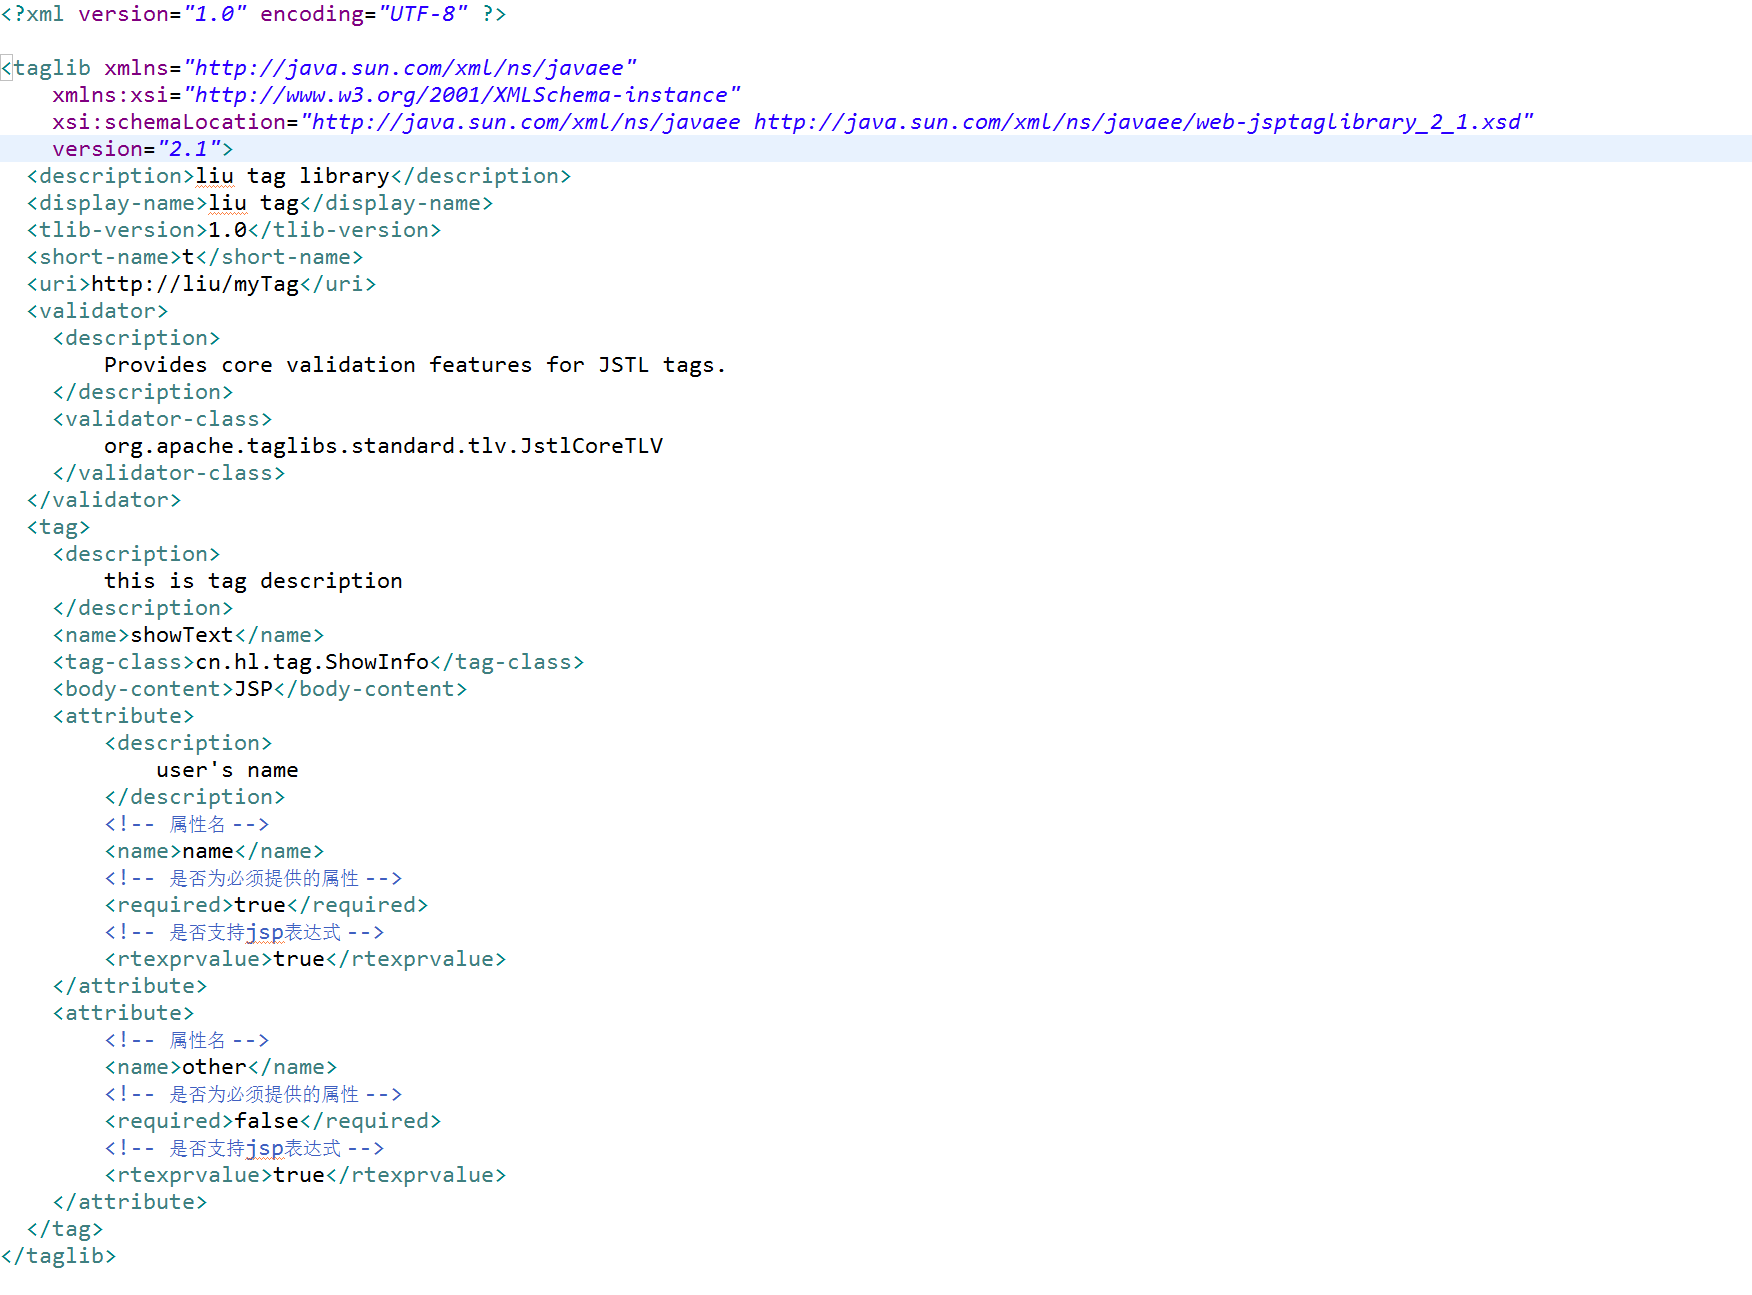 <?xml version="1.0" encoding="UTF-8" ?>
<taglib xmlns="http://java.sun.com/xml/ns/javaee"
xmlns:xsi="http://www.w3.org/2001/XMLSchema-instance"
xsi:schemaLocation="http://java.sun.com/xml/ns/javaee http://java.sun.com/xml/ns/javaee/web-jsptaglibrary_2_1.xsd"
version="2.1">
<description>liu tag library</description>
<display-name>liu tag</display-name>
<tlib-version>1.0</tlib-version>
<short-name>t</short-name>
<uri>http://liu/myTag</uri>
<validator>
<description>
Provides core validation features for JSTL tags.
</description>
<validator-class>
org.apache.taglibs.standard.tlv.JstlCoreTLV
</validator-class>
</validator>
<tag>
<description>
this is tag description
</description>
<name>showText</name>
<tag-class>cn.hl.tag.ShowInfo</tag-class>
<body-content>JSP</body-content>
<attribute>
<description>
user's name
</description>
<!-- 属性名 -->
<name>name</name>
<!-- 是否为必须提供的属性 -->
<required>true</required>
<!-- 是否支持jsp表达式 -->
<rtexprvalue>true</rtexprvalue>
</attribute>
<attribute>
<!-- 属性名 -->
<name>other</name>
<!-- 是否为必须提供的属性 -->
<required>false</required>
<!-- 是否支持jsp表达式 -->
<rtexprvalue>true</rtexprvalue>
</attribute>
</tag>
</taglib>